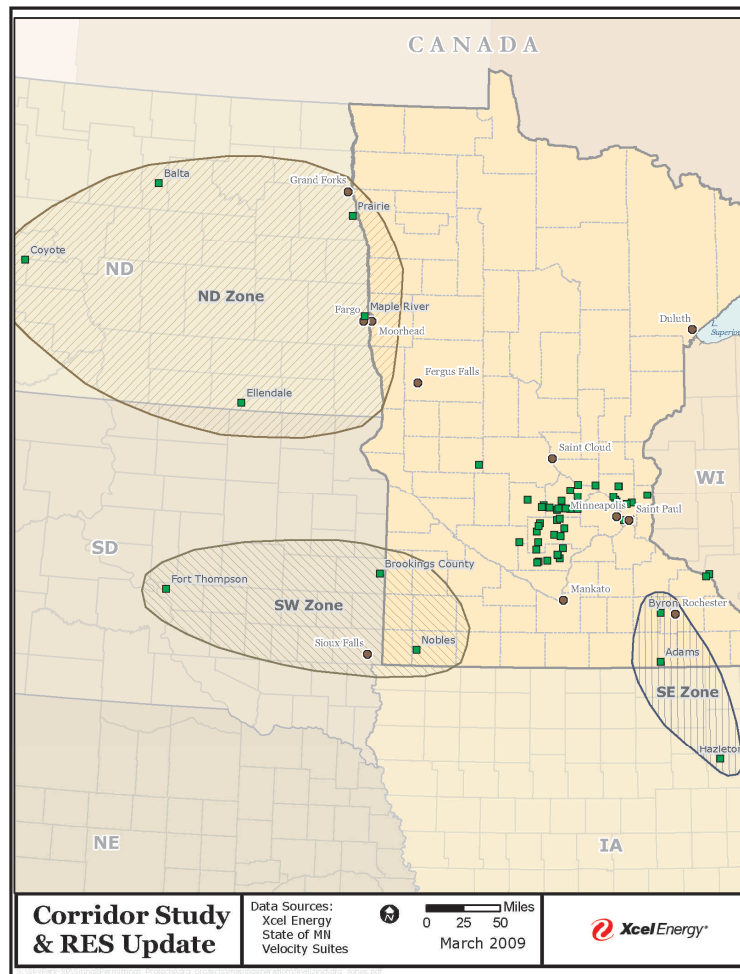 CANADA
Balta
Grand Forks
Prairie
Coyote
ND
ND Zone
Fargo
Maple River
Moorhead
Duluth
L.
Superior
Fergus Falls
Ellendale
Saint Cloud
WI
Minneapolis
Saint Paul
SD
Brookings County
Fort Thompson
SW Zone
Mankato
Byron
Rochester
Sioux Falls
Nobles
Adams
SE Zone
Hazleton
NE
IA
Corridor Study
& RES Update
Data Sources:
Xcel Energy
State of MN
Velocity Suites
N
Miles
0 25 50
March 2009
Xcel Energy®